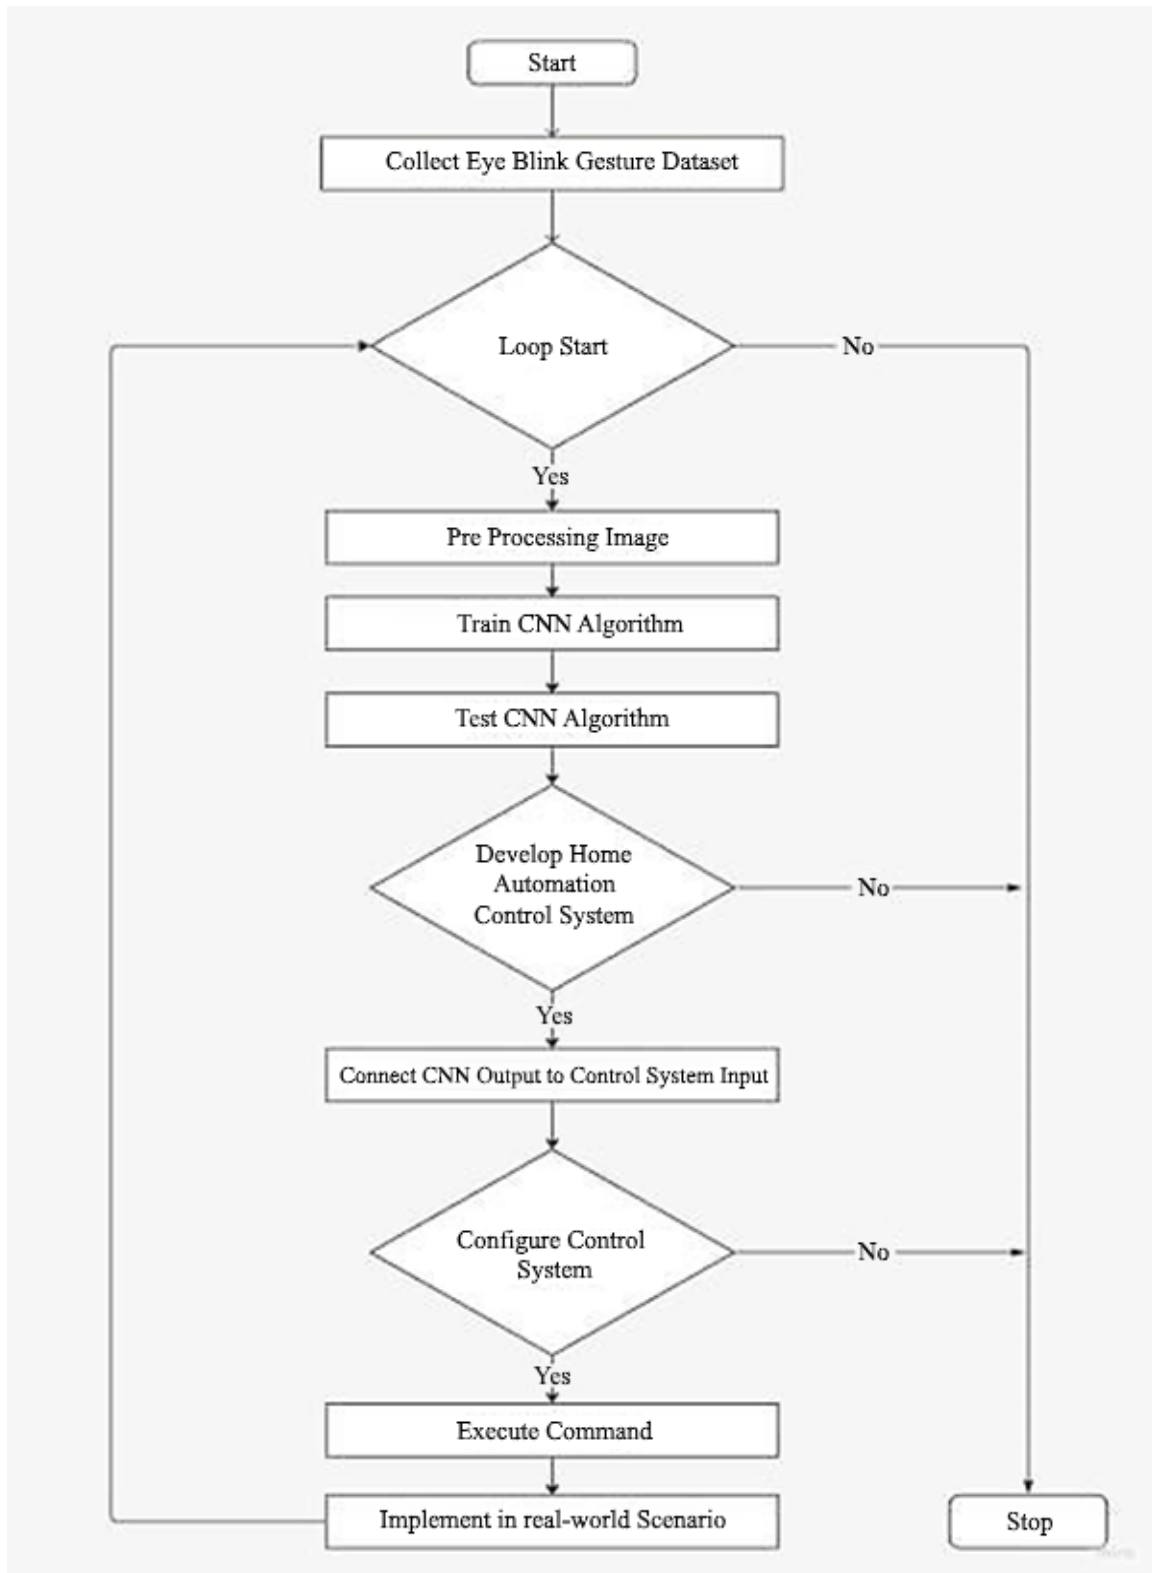 Start
Collect Eye Blink Gesture Dataset
Loop Start
No
Yes
Pre Processing Image
Train CNN Algorithm
Test CNN Algorithm
Develop Home
Automation
Control System
No
Yes
Connect CNN Output to Control System Input
Configure Control
System
No
Yes
Execute Command
Implement in real-world Scenario
Stop